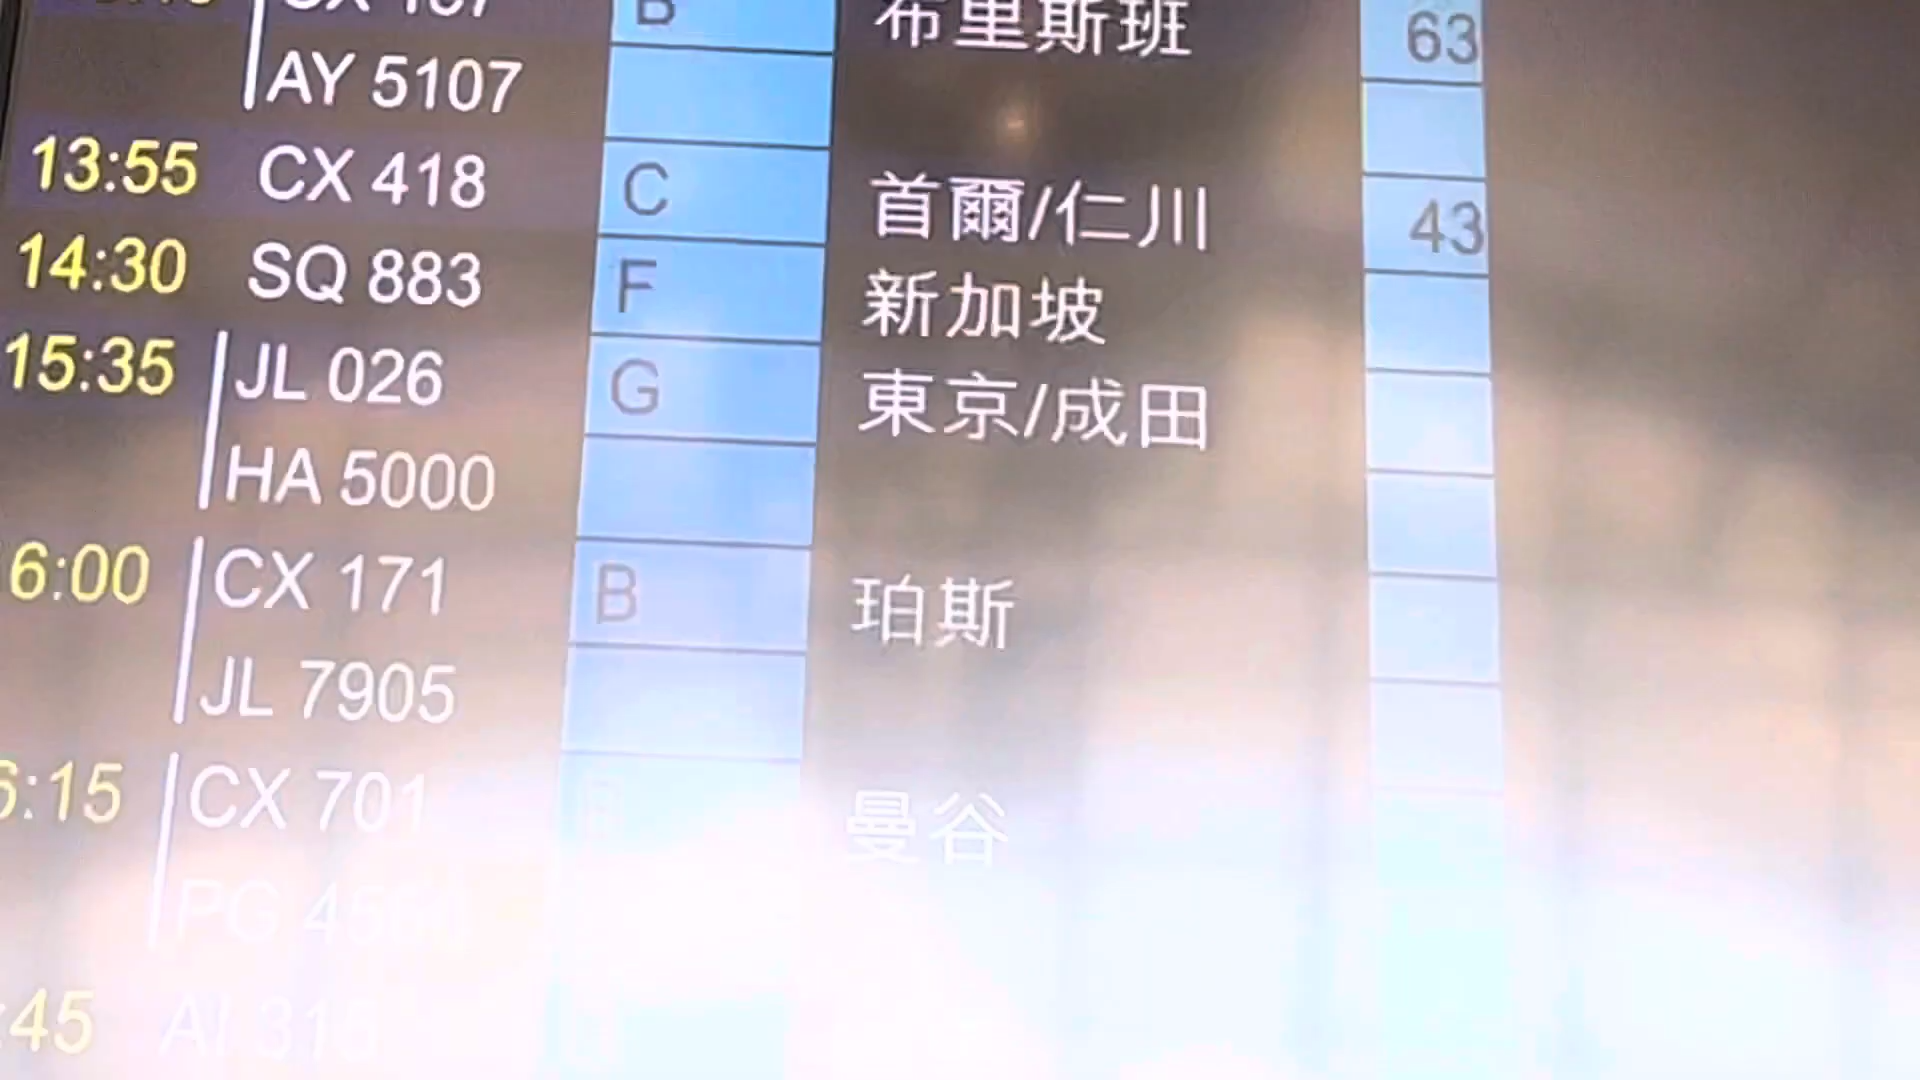 B 布里斯班 63
AY 5107
13:55 CX 418 C 首爾/仁川 43
14:30 SQ 883 F 新加坡
15:35 JL 026 G 東京/成田
HA 5000
6:00 CX 171 B 珀斯
JL 7905
6:15 CX 701 曼谷
PG
:45 AI